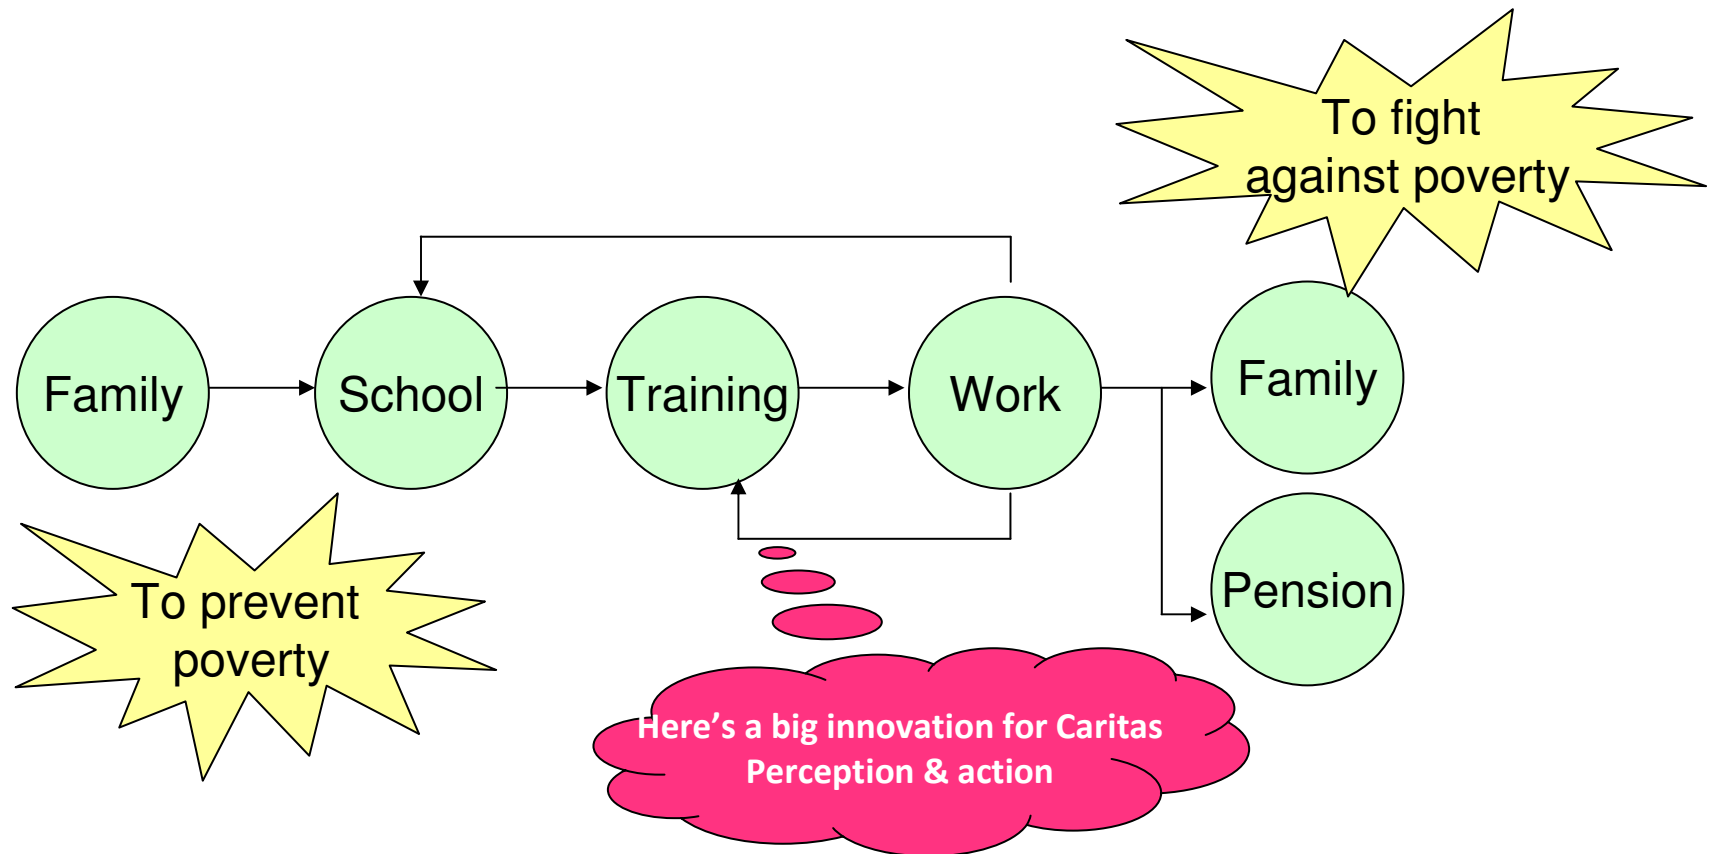 To fight
against poverty
Family
School
Training
Work
Family
Pension
To prevent
poverty
Here’s a big innovation for Caritas
Perception & action